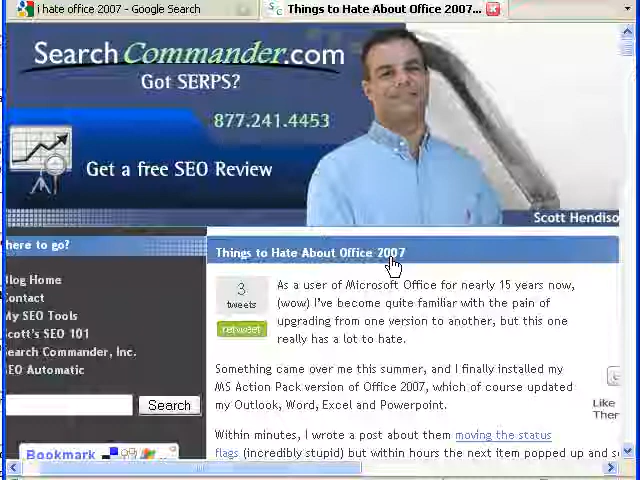 i hate office 2007 - Google Search
Things to Hate About Office 2007...
SearchCommander.com
Got SERPS?
877.241.4453
Get a free SEO Review
Scott Hendiso
here to go?
Things to Hate About Office 2007
log Home
Contact
My SEO Tools
Scott's SEO 101
Search Commander, Inc.
SEO Automatic
Search
Bookmark
3
tweets
retweet
As a user of Microsoft Office for nearly 15 years now,
(wow) I've become quite familiar with the pain of
upgrading from one version to another, but this one
really has a lot to hate.
Something came over me this summer, and I finally installed my
MS Action Pack version of Office 2007, which of course updated
my Outlook, Word, Excel and Powerpoint.
Like
Ther
Within minutes, I wrote a post about them moving the status
flags (incredibly stupid) but within hours the next item popped up and s